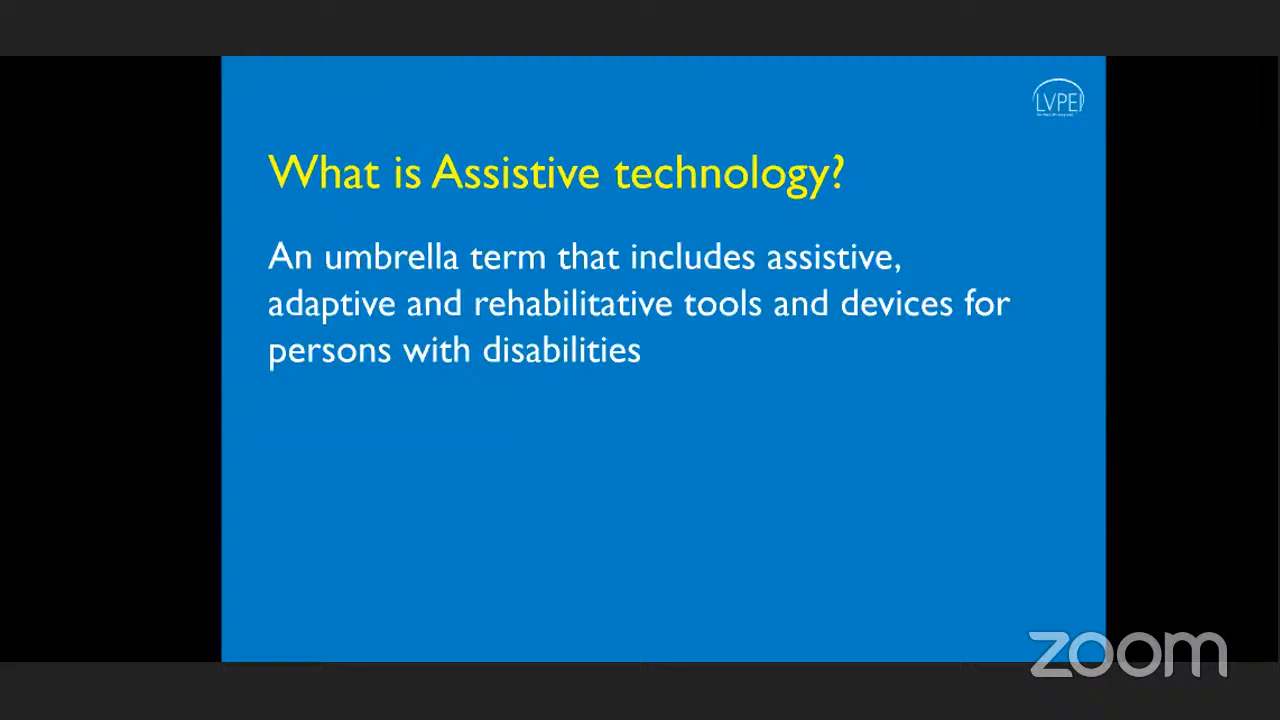 LVPEI
What is Assistive technology?
An umbrella term that includes assistive,
adaptive and rehabilitative tools and devices for
persons with disabilities
zoom